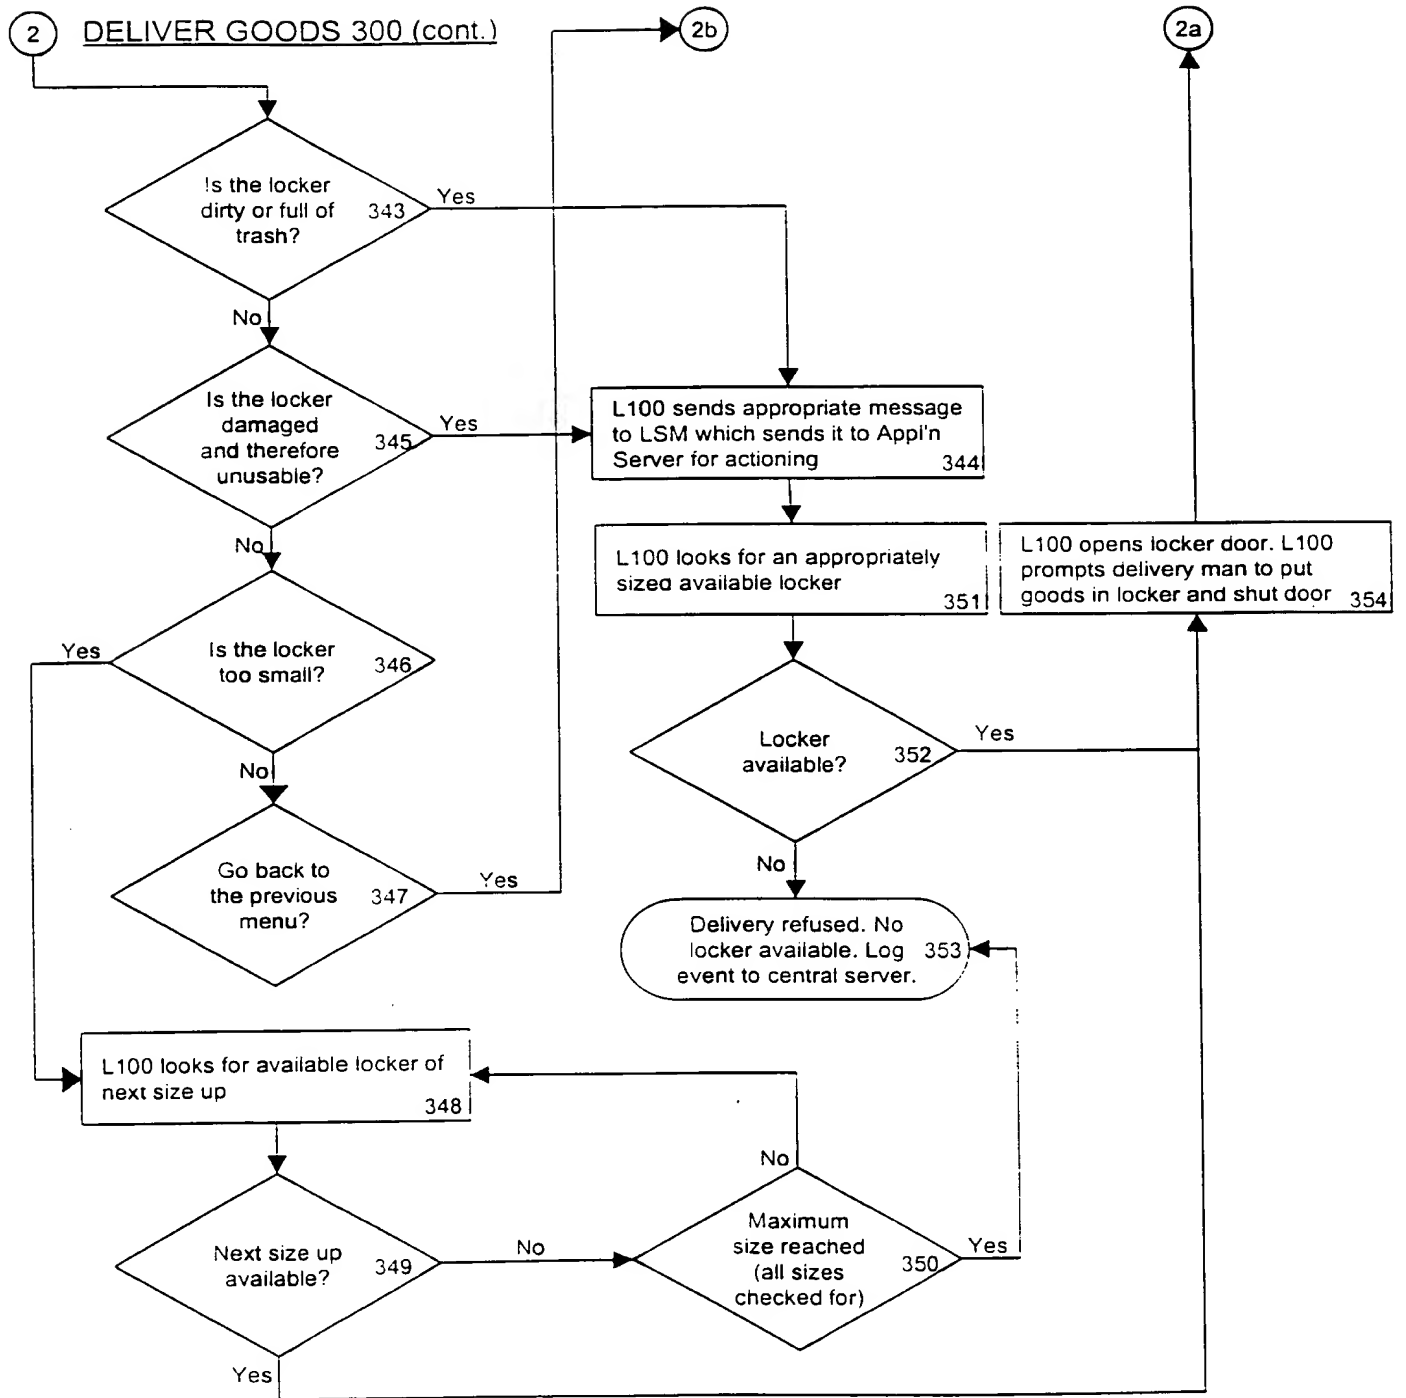 2
DELIVER GOODS 300 (cont.)
2b
2a
Is the locker
dirty or full of
trash?
343
Yes
No
Is the locker
damaged
and therefore
unusable?
345
Yes
No
L100 sends appropriate message
to LSM which sends it to Appl'n
Server for actioning
344
L100 looks for an appropriately
sized available locker
351
L100 opens locker door. L100
prompts delivery man to put
goods in locker and shut door
354
Yes
Is the locker
too small?
346
No
Locker
available?
352
Yes
No
Go back to
the previous
menu?
347
Yes
Delivery refused. No
locker available. Log
event to central server.
353
L100 looks for available locker of
next size up
348
No
Next size up
available?
349
No
Maximum
size reached
(all sizes
checked for)
350
Yes
Yes